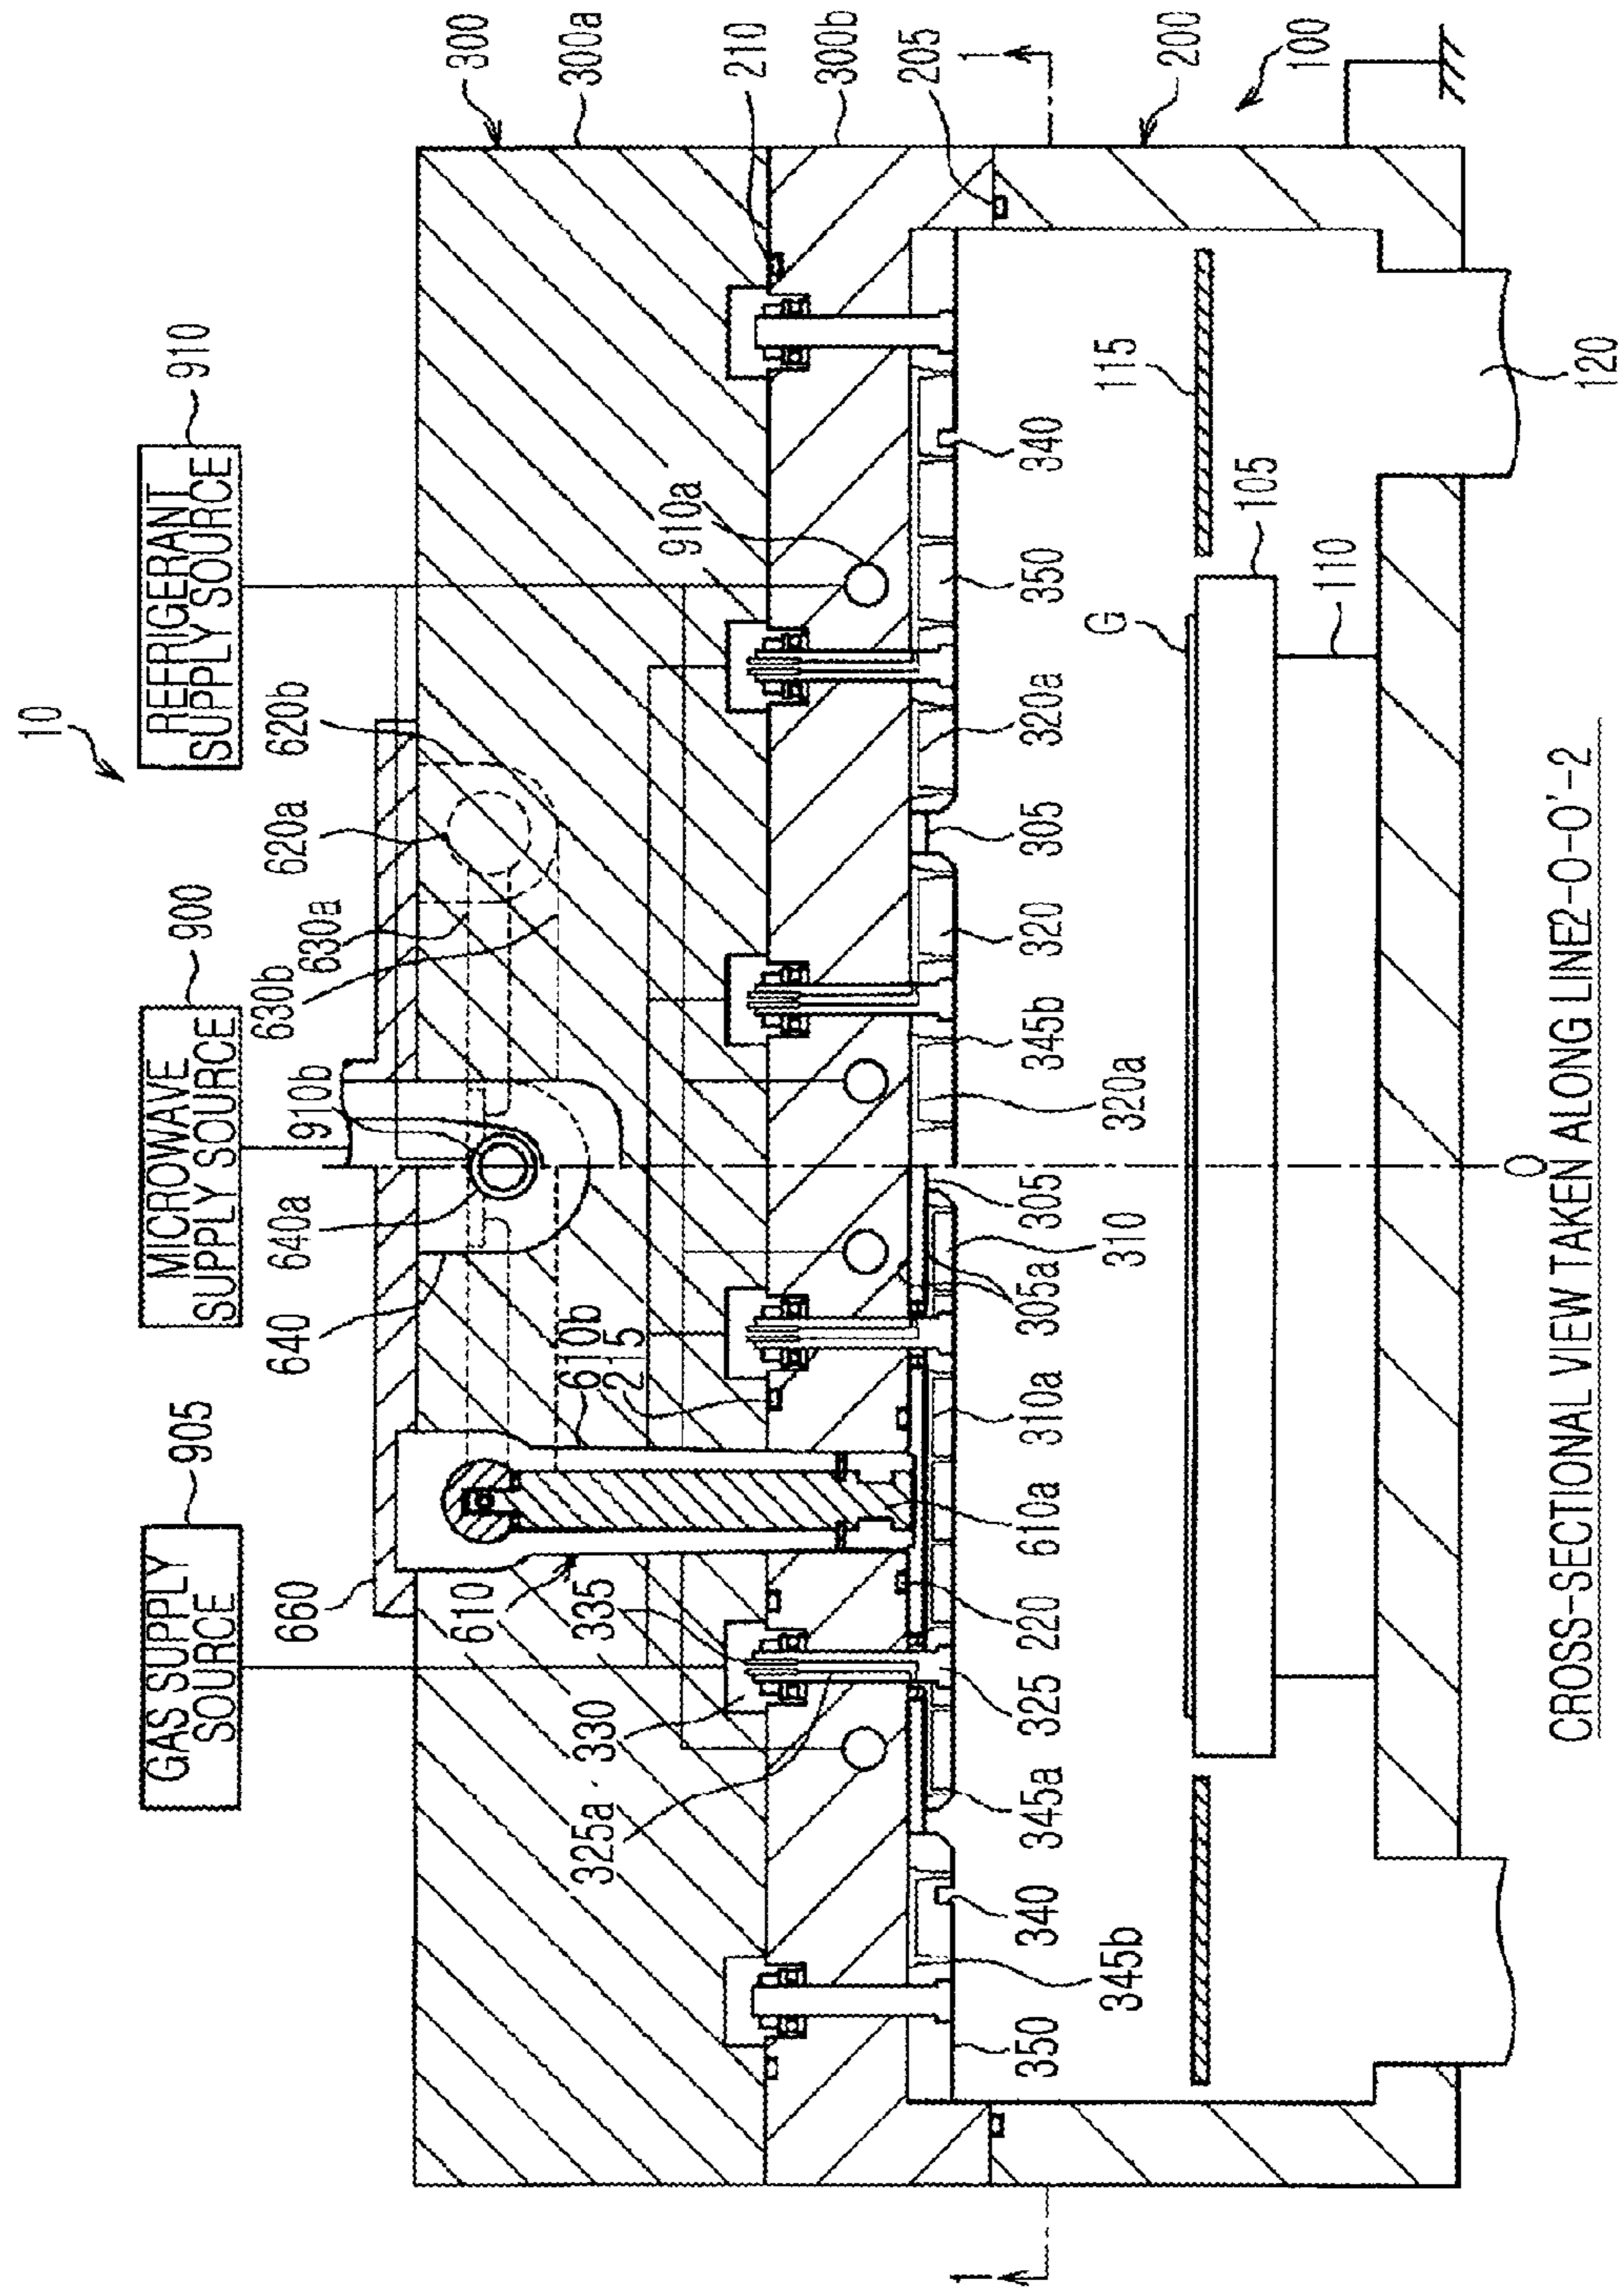 10
GAS SUPPLY
SOURCE
905
MICROWAVE
SUPPLY SOURCE
900
REFRIGERANT
SUPPLY SOURCE
910
660
640
640a
910b
630b
630a
620a
620b
300
300a
210
300b
205
1
200
100
610
335
330
325a
610b
215
910a
345b
350
340
345a
325
220
610a
310a
305a
310
305
320a
345b
320
305
320a
350
340
G
115
105
110
120
O
1
CROSS-SECTIONAL VIEW TAKEN ALONG LINE2-O-O'-2